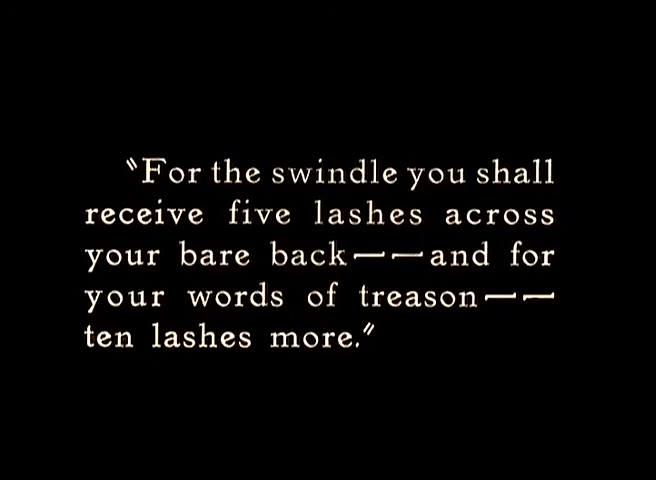 "For the swindle you shall
receive five lashes across
your bare back——and for
your words of treason——
ten lashes more."